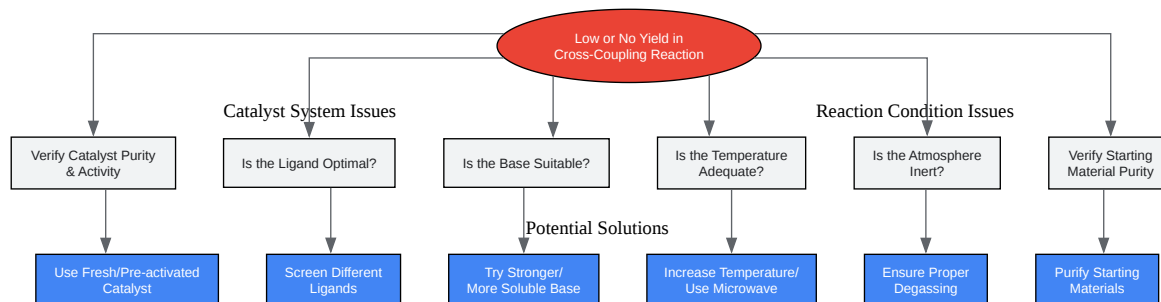 Low or No Yield in
Cross-Coupling Reaction
Catalyst System Issues
Reaction Condition Issues
Verify Catalyst Purity
& Activity
Is the Ligand Optimal?
Is the Base Suitable?
Is the Temperature
Adequate?
Is the Atmosphere
Inert?
Verify Starting
Material Purity
Potential Solutions
Use Fresh/Pre-activated
Catalyst
Screen Different
Ligands
Try Stronger/
More Soluble Base
Increase Temperature/
Use Microwave
Ensure Proper
Degassing
Purify Starting
Materials